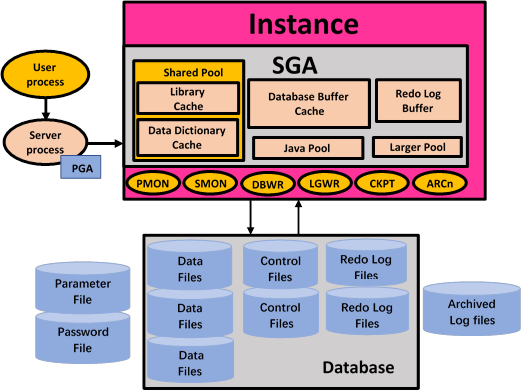 Instance
SGA
User
process
Server
process
PGA
Shared Pool
Library
Cache
Data Dictionary
Cache
Database Buffer
Cache
Redo Log
Buffer
Java Pool
Larger Pool
PMON
SMON
DBWR
LGWR
CKPT
ARCn
Parameter
File
Password
File
Data
Files
Data
Files
Data
Files
Control
Files
Control
Files
Redo Log
Files
Redo Log
Files
Database
Archived
Log files